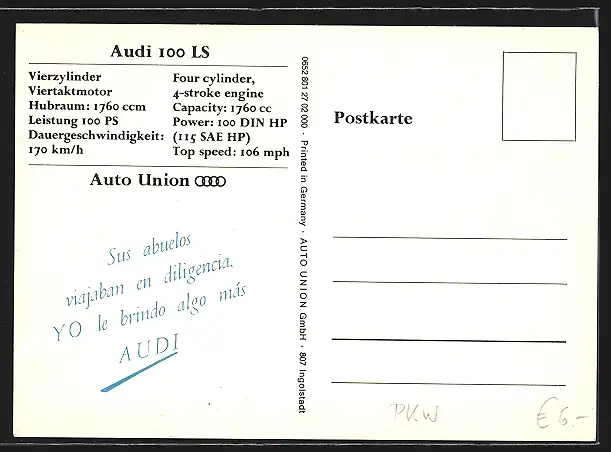 Audi 100 LS
Vierzylinder
Viertaktmotor
Hubraum: 1760 ccm
Leistung 100 PS
Dauergeschwindigkeit:
170 km/h
Four cylinder,
4-stroke engine
Capacity: 1760 cc
Power: 100 DIN HP
(115 SAE HP)
Top speed: 106 mph
Auto Union
Sus abuelos
viajaban en diligencia.
YO le brindo algo más
AUDI
0652 801 27 02 000 · Printed in Germany · AUTO UNION GmbH · 807 Ingolstadt
Postkarte
PKW
€ 6.-